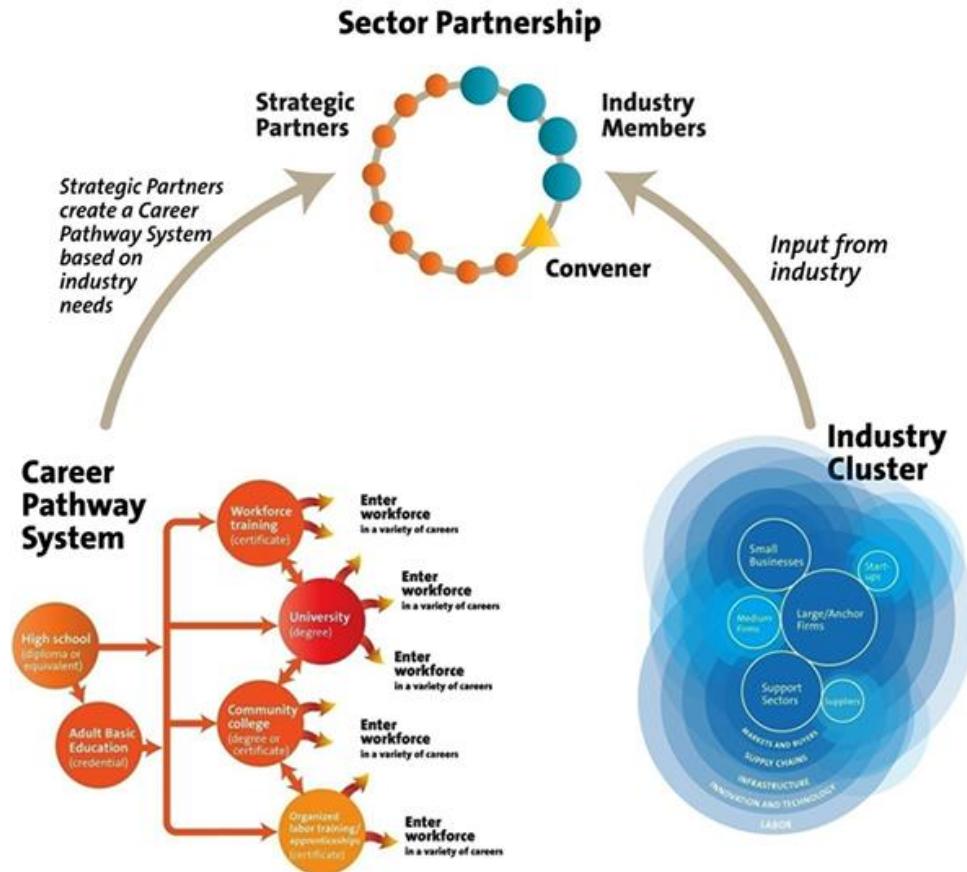 Sector Partnership
Strategic
Partners
Industry
Members
Convener
Strategic Partners
create a Career
Pathway System
based on
industry
needs
Input from
industry
Career
Pathway
System
High school
(diploma or
equivalent)
Adult Basic
Education
(credential)
Workforce
training
(certificate)
Enter
workforce
in a variety of careers
University
(degree)
Enter
workforce
in a variety of careers
Enter
workforce
in a variety of careers
Community
college
(degree or
certificate)
Enter
workforce
in a variety of careers
Organized
labor training/
apprenticeships
(certificate)
Enter
workforce
in a variety of careers
Industry
Cluster
Small
Businesses
Start-
ups
Medium
Firms
Large/Anchor
Firms
Support
Sectors
Suppliers
MARKETS AND BUYERS
SUPPLY CHAINS
INFRASTRUCTURE
INNOVATION AND TECHNOLOGY
LABOR